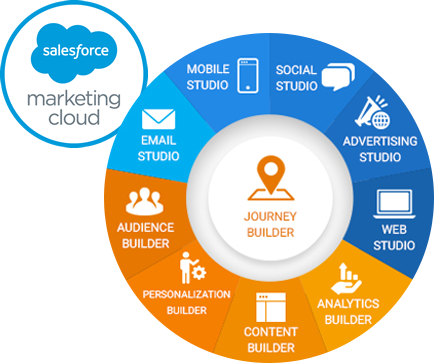 salesforce
marketing
cloud
MOBILE
STUDIO
SOCIAL
STUDIO
ADVERTISING
STUDIO
WEB
STUDIO
ANALYTICS
BUILDER
CONTENT
BUILDER
PERSONALIZATION
BUILDER
AUDIENCE
BUILDER
EMAIL
STUDIO
JOURNEY
BUILDER